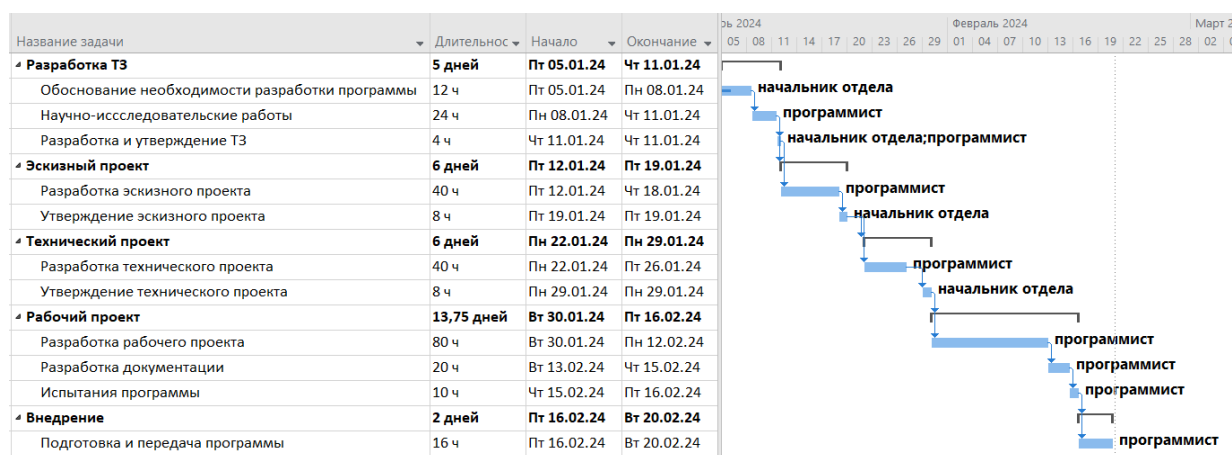 рь 2024 Февраль 2024 Март 2
Название задачи Длительнос Начало Окончание 05 08 11 14 17 20 23 26 29 01 04 07 10 13 16 19 22 25 28 02
Разработка ТЗ 5 дней Пт 05.01.24 Чт 11.01.24
Обоснование необходимости разработки программы 12 ч Пт 05.01.24 Пн 08.01.24 начальник отдела
Научно-иссследовательские работы 24 ч Пн 08.01.24 Чт 11.01.24 программист
Разработка и утверждение ТЗ 4 ч Чт 11.01.24 Чт 11.01.24 начальник отдела;программист
Эскизный проект 6 дней Пт 12.01.24 Пт 19.01.24
Разработка эскизного проекта 40 ч Пт 12.01.24 Чт 18.01.24 программист
Утверждение эскизного проекта 8 ч Пт 19.01.24 Пт 19.01.24 начальник отдела
Технический проект 6 дней Пн 22.01.24 Пн 29.01.24
Разработка технического проекта 40 ч Пн 22.01.24 Пт 26.01.24 программист
Утверждение технического проекта 8 ч Пн 29.01.24 Пн 29.01.24 начальник отдела
Рабочий проект 13,75 дней Вт 30.01.24 Пт 16.02.24
Разработка рабочего проекта 80 ч Вт 30.01.24 Пн 12.02.24 программист
Разработка документации 20 ч Вт 13.02.24 Чт 15.02.24 программист
Испытания программы 10 ч Чт 15.02.24 Пт 16.02.24 программист
Внедрение 2 дней Пт 16.02.24 Вт 20.02.24
Подготовка и передача программы 16 ч Пт 16.02.24 Вт 20.02.24 программист